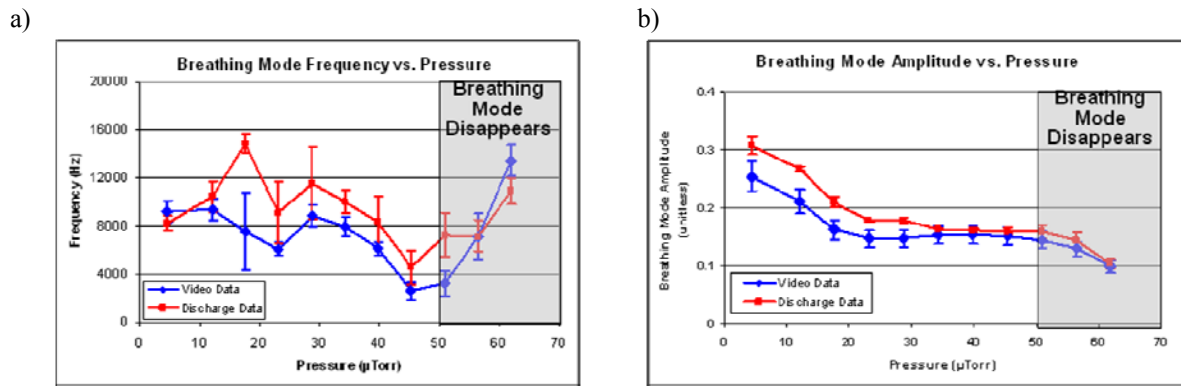 a)
Breathing Mode Frequency vs. Pressure
20000
16000
12000
8000
4000
0
Frequency (Hz)
Breathing
Mode
Disappears
Video Data
Discharge Data
0 10 20 30 40 50 60 70
Pressure (µTorr)
b)
Breathing Mode Amplitude vs. Pressure
0.4
0.3
0.2
0.1
0
Breathing Mode Amplitude
(unitless)
Breathing
Mode
Disappears
Video Data
Discharge Data
0 10 20 30 40 50 60 70
Pressure (µTorr)